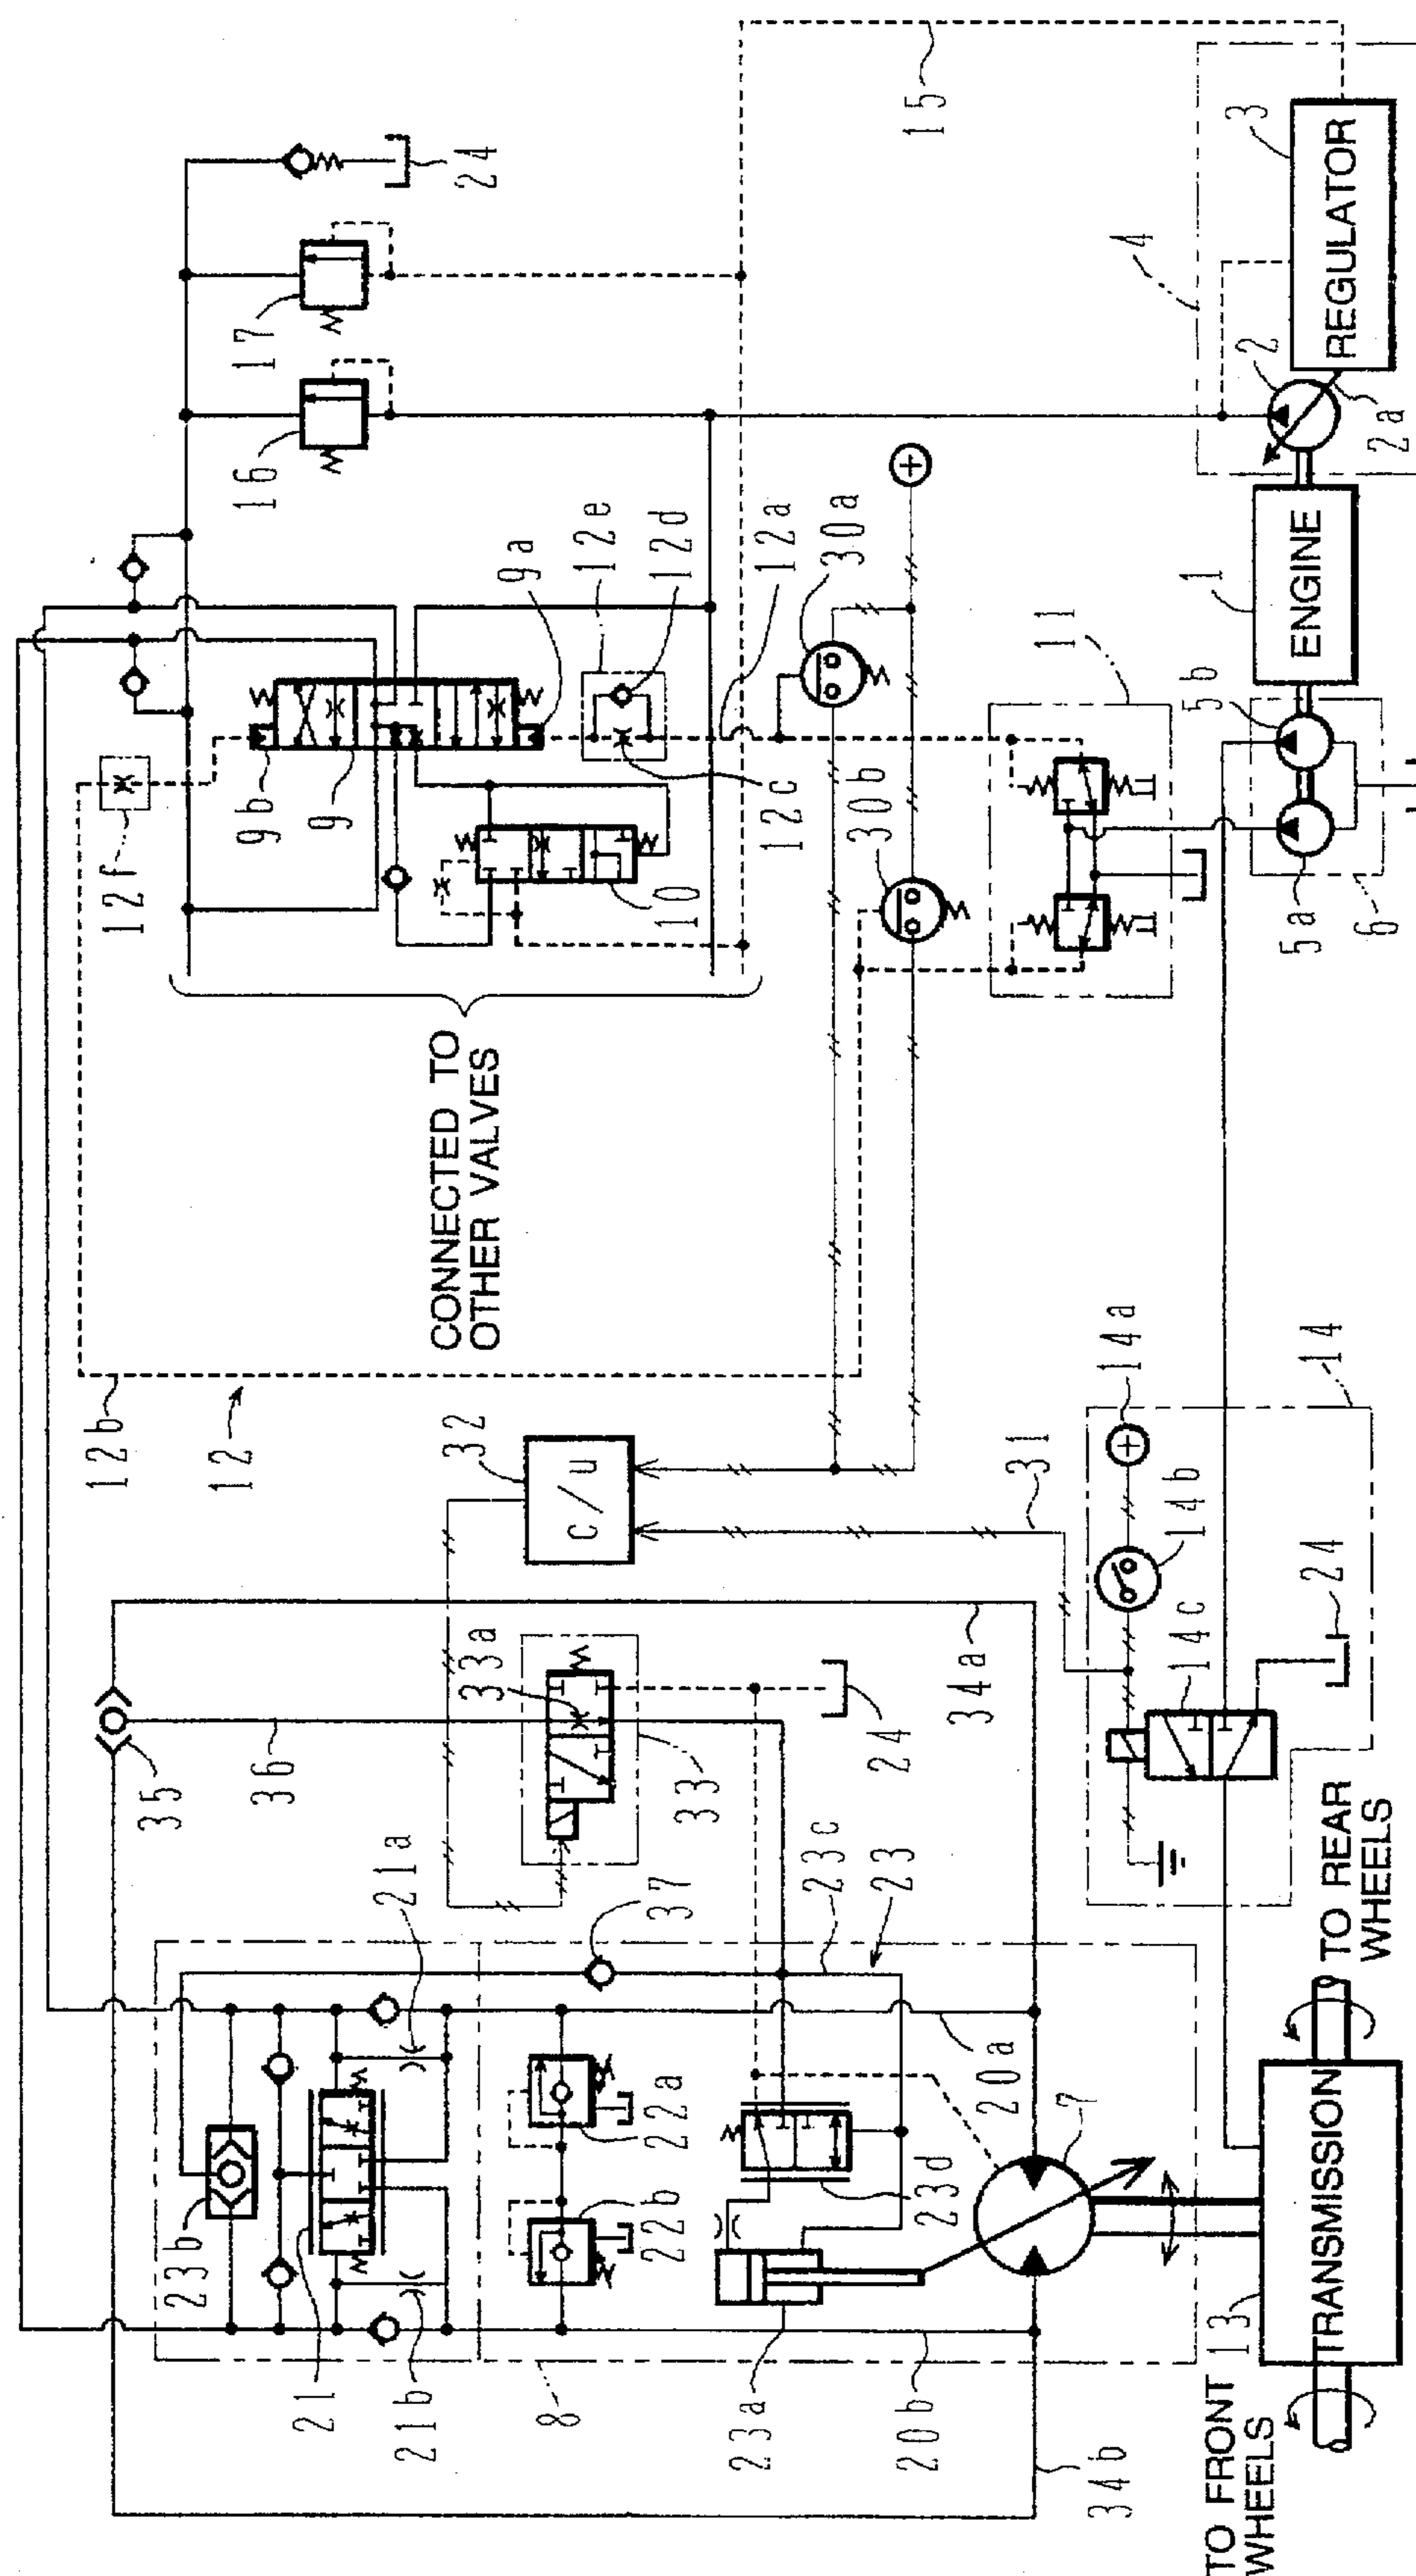 12b
12f
35
23b
12
16
17
9b
36
21
9
21a
21b
CONNECTED TO
OTHER VALVES
32
24
33a
9a
8
c/u
12e
37
22b
22a
33
10
12d
23a
23c
12c
12a
30a
30b
24
23
20b
23d
15
34a
20a
31
11
7
34b
14a
4
14b
14c
5b
TO FRONT
WHEELS
13
1
3
2
5a
ENGINE
14
24
TRANSMISSION
TO REAR
WHEELS
REGULATOR
6
2a